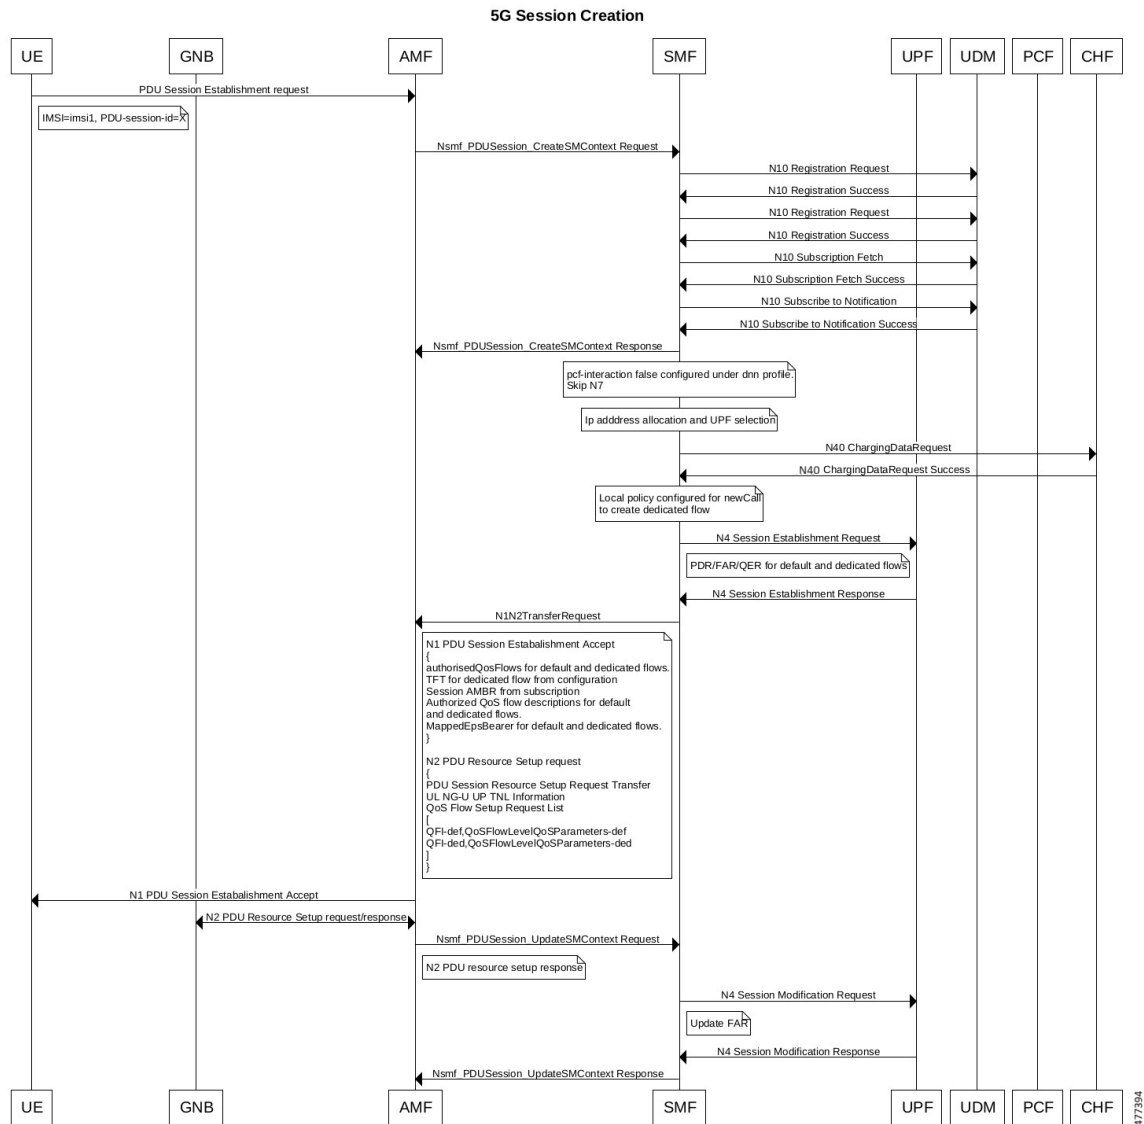 5G Session Creation
UE
GNB
AMF
SMF
UPF
UDM
PCF
CHF
PDU Session Establishment request
IMSI=imsi1, PDU-session-id=X
Nsmf_PDUSession_CreateSMContext Request
N10 Registration Request
N10 Registration Success
N10 Registration Request
N10 Registration Success
N10 Subscription Fetch
N10 Subscription Fetch Success
N10 Subscribe to Notification
N10 Subscribe to Notification Success
Nsmf_PDUSession_CreateSMContext Response
pcf-interaction false configured under dnn profile.
Skip N7
Ip adddress allocation and UPF selection
N40 ChargingDataRequest
N40 ChargingDataRequest Success
Local policy configured for newCall
to create dedicated flow
N4 Session Establishment Request
PDR/FAR/QER for default and dedicated flows
N4 Session Establishment Response
N1N2TransferRequest
N1 PDU Session Estabalishment Accept
{
authorisedQosFlows for default and dedicated flows.
TFT for dedicated flow from configuration
Session AMBR from subscription
Authorized QoS flow descriptions for default
and dedicated flows.
MappedEpsBearer for default and dedicated flows.
}
N2 PDU Resource Setup request
{
PDU Session Resource Setup Request Transfer
UL NG-U UP TNL Information
QoS Flow Setup Request List
[
QFI-def,QoSFlowLevelQoSParameters-def
QFI-ded,QoSFlowLevelQoSParameters-ded
]
}
N1 PDU Session Estabalishment Accept
N2 PDU Resource Setup request/response
Nsmf_PDUSession_UpdateSMContext Request
N2 PDU resource setup response
N4 Session Modification Request
Update FAR
N4 Session Modification Response
Nsmf_PDUSession_UpdateSMContext Response
UE
GNB
AMF
SMF
UPF
UDM
PCF
CHF
477394